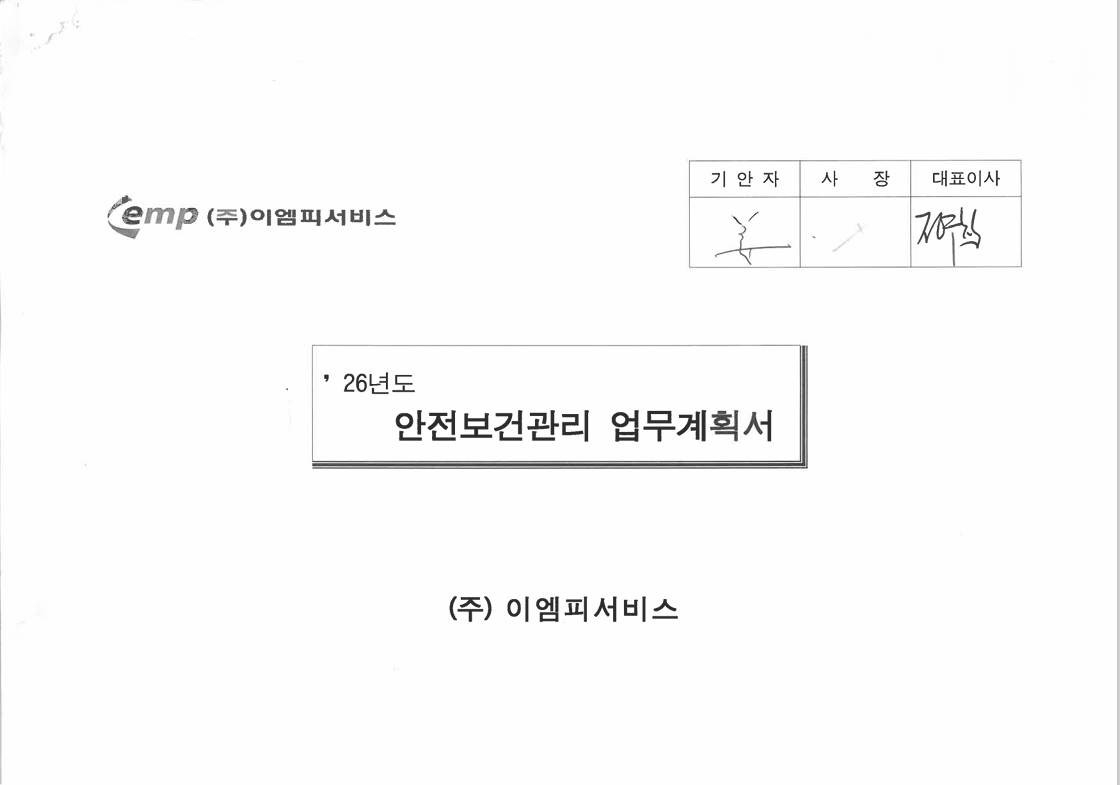 emp (주)이엠피서비스
기 안 자 사 장 대표이사
' 26년도
안전보건관리 업무계획서
(주) 이엠피서비스